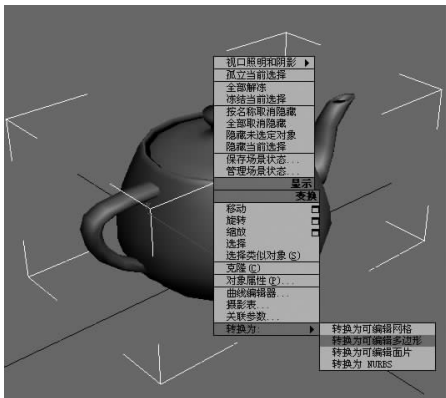 视口照明和阴影
孤立当前选择
全部解冻
冻结当前选择
按名称取消隐藏
全部取消隐藏
隐藏未选定对象
隐藏当前选择
保存场景状态...
管理场景状态...
显示
变换
移动
旋转
缩放
选择
选择类似对象(S)
克隆(C)
对象属性(P)...
曲线编辑器...
摄影表...
关联参数...
转换为:
转换为可编辑网格
转换为可编辑多边形
转换为可编辑面片
转换为 NURBS